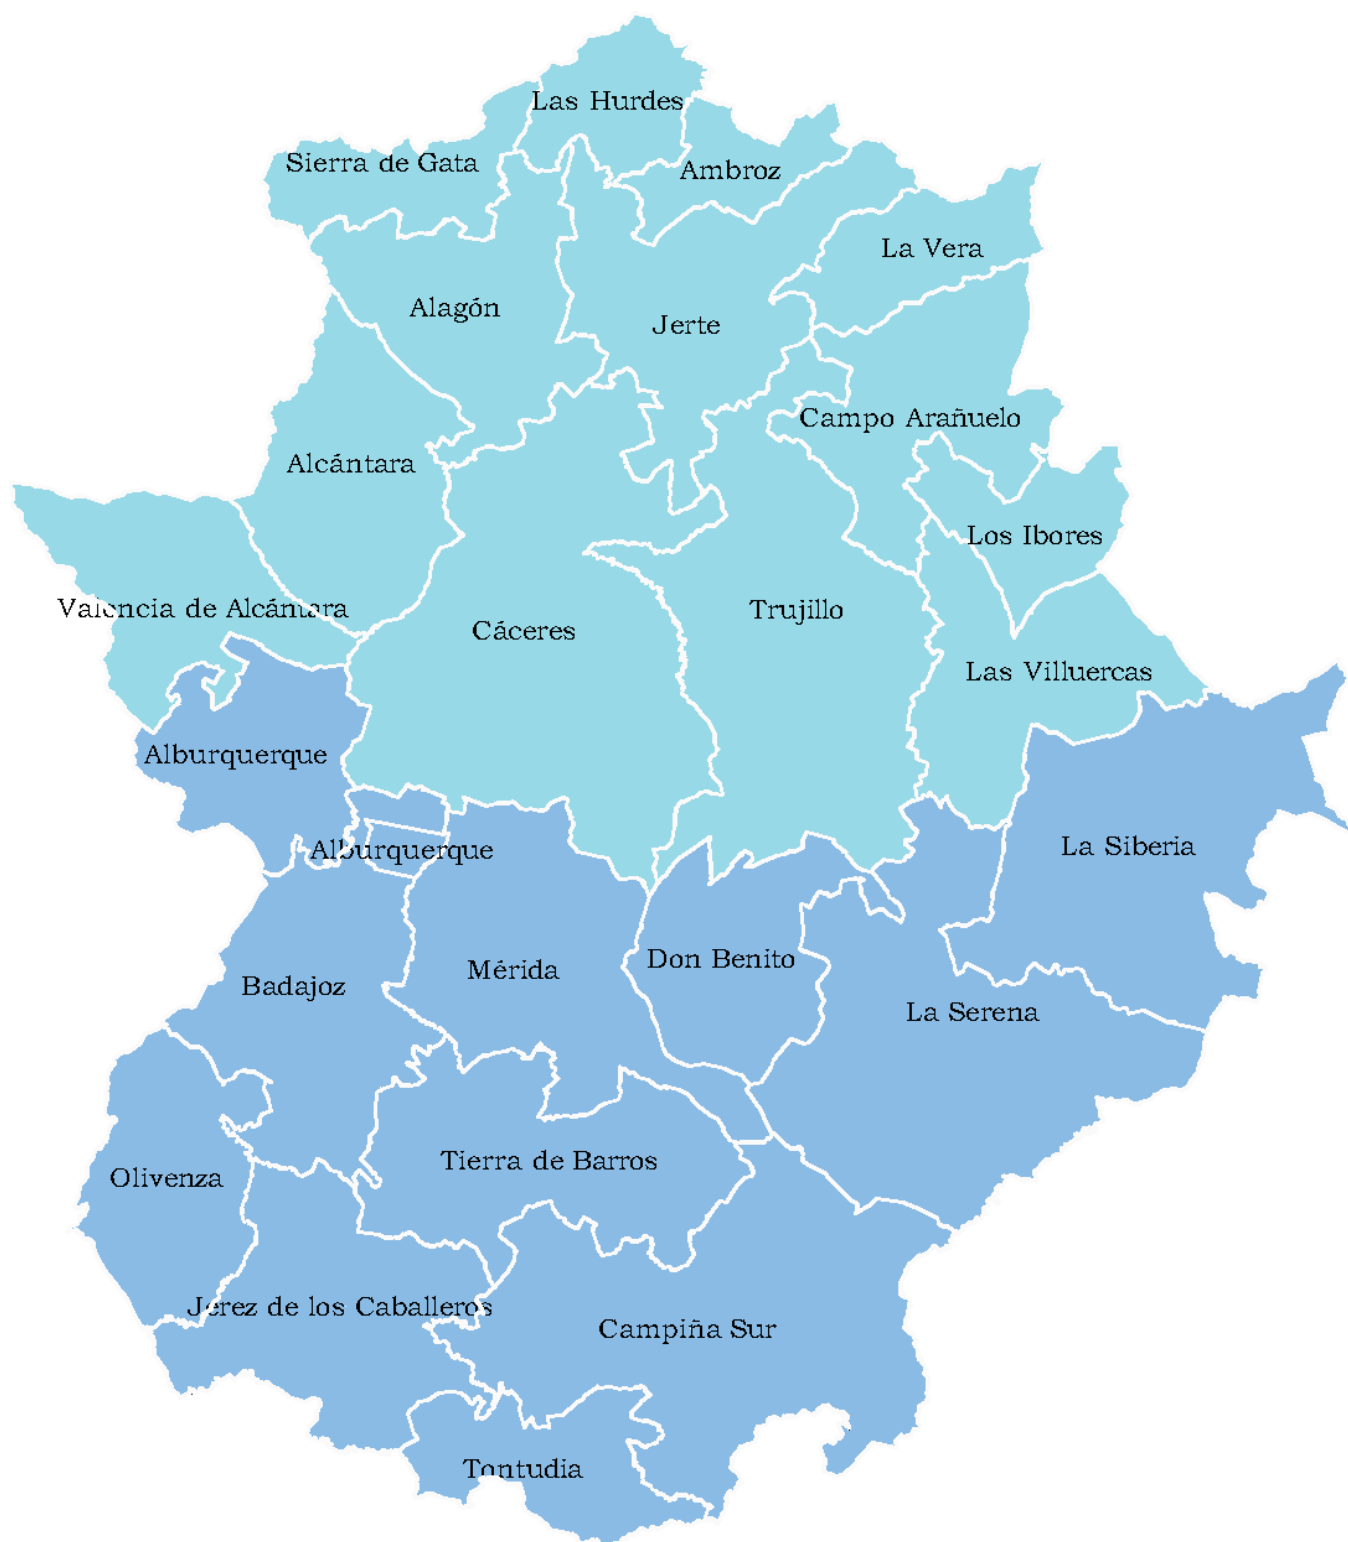 Las Hurdes
Sierra de Gata
Ambroz
La Vera
Alagón
Jerte
Campo Arañuelo
Alcántara
Los Ibores
Valencia de Alcántara
Trujillo
Cáceres
Las Villuercas
Alburquerque
La Siberia
Alburquerque
Don Benito
Mérida
Badajoz
La Serena
Tierra de Barros
Olivenza
Jerez de los Caballeros
Campiña Sur
Tontudia